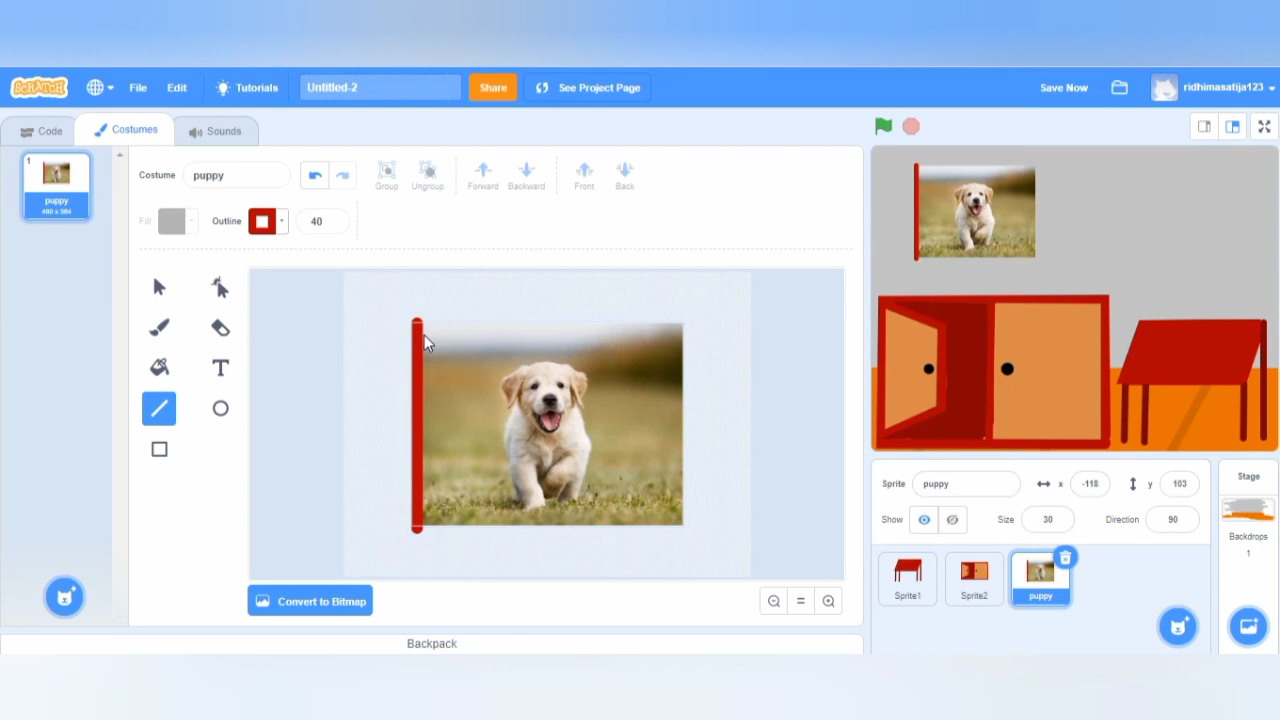 SCRATCH File Edit Tutorials Untitled-2 Share See Project Page Save Now ridhimasatija123
Code Costumes Sounds
1
puppy
480 x 384
Costume puppy Group Ungroup Forward Backward Front Back
Fill Outline 40
T
Convert to Bitmap
Backpack
Sprite puppy x -118 y 103
Show Size 30 Direction 90
Sprite1 Sprite2 puppy
Stage
Backdrops
1